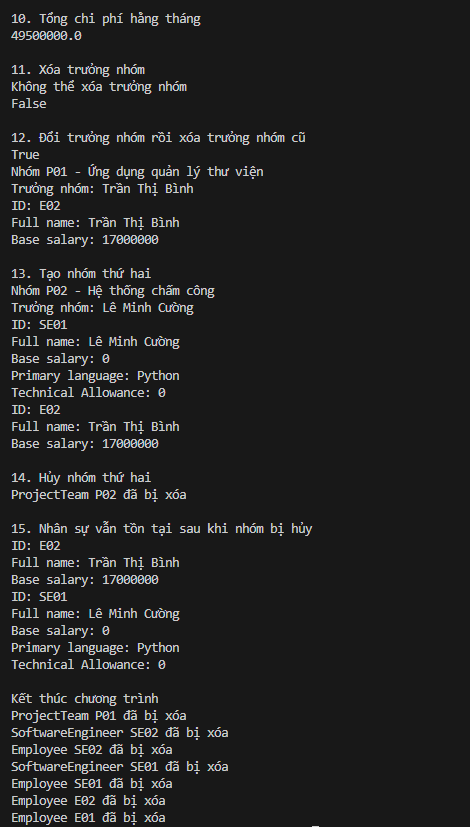 10. Tổng chi phí hằng tháng
49500000.0
11. Xóa trưởng nhóm
Không thể xóa trưởng nhóm
False
12. Đổi trưởng nhóm rồi xóa trưởng nhóm cũ
True
Nhóm P01 - Ứng dụng quản lý thư viện
Trưởng nhóm: Trần Thị Bình
ID: E02
Full name: Trần Thị Bình
Base salary: 17000000
13. Tạo nhóm thứ hai
Nhóm P02 - Hệ thống chấm công
Trưởng nhóm: Lê Minh Cường
ID: SE01
Full name: Lê Minh Cường
Base salary: 0
Primary language: Python
Technical Allowance: 0
ID: E02
Full name: Trần Thị Bình
Base salary: 17000000
14. Hủy nhóm thứ hai
ProjectTeam P02 đã bị xóa
15. Nhân sự vẫn tồn tại sau khi nhóm bị hủy
ID: E02
Full name: Trần Thị Bình
Base salary: 17000000
ID: SE01
Full name: Lê Minh Cường
Base salary: 0
Primary language: Python
Technical Allowance: 0
Kết thúc chương trình
ProjectTeam P01 đã bị xóa
SoftwareEngineer SE02 đã bị xóa
Employee SE02 đã bị xóa
SoftwareEngineer SE01 đã bị xóa
Employee SE01 đã bị xóa
Employee E02 đã bị xóa
Employee E01 đã bị xóa